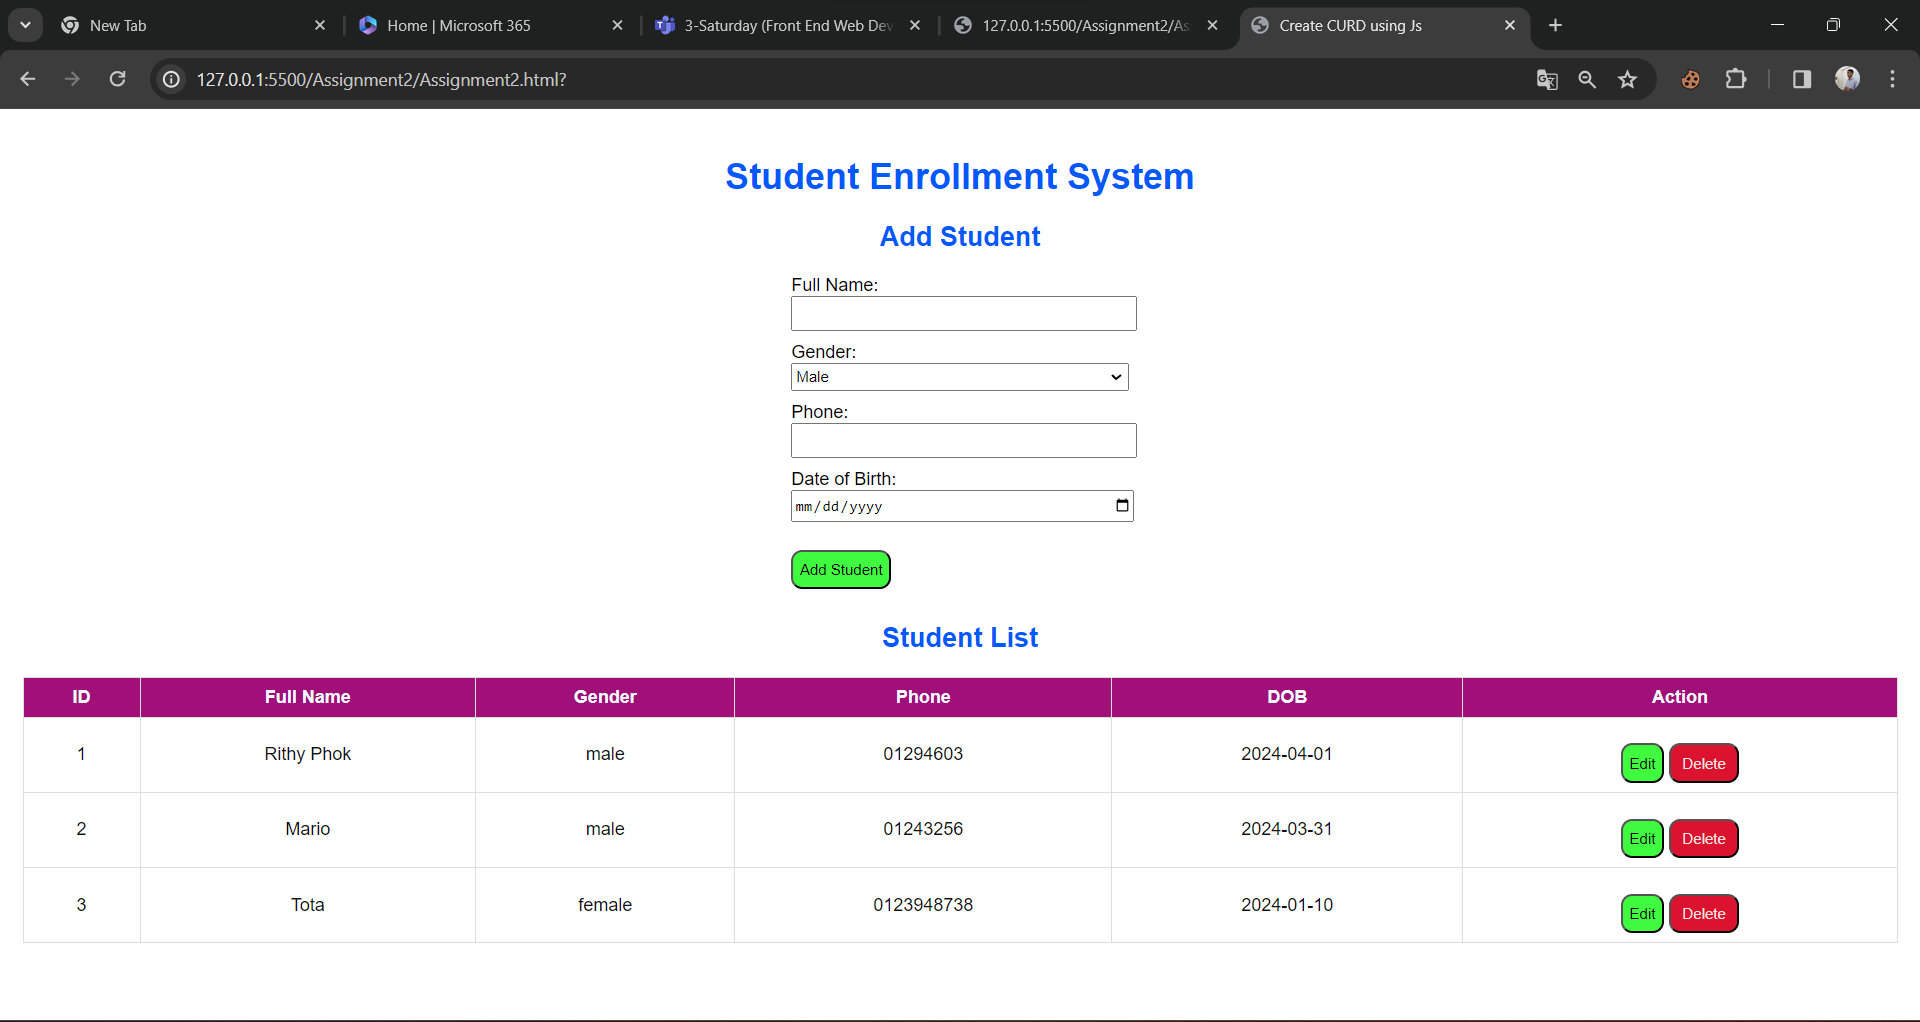 New Tab
Home | Microsoft 365
3-Saturday (Front End Web Dev
127.0.0.1:5500/Assignment2/As
Create CURD using Js
127.0.0.1:5500/Assignment2/Assignment2.html?
Student Enrollment System
Add Student
Full Name:
Gender:
Male
Phone:
Date of Birth:
mm/dd/yyyy
Add Student
Student List
ID Full Name Gender Phone DOB Action
1 Rithy Phok male 01294603 2024-04-01 Edit Delete
2 Mario male 01243256 2024-03-31 Edit Delete
3 Tota female 0123948738 2024-01-10 Edit Delete